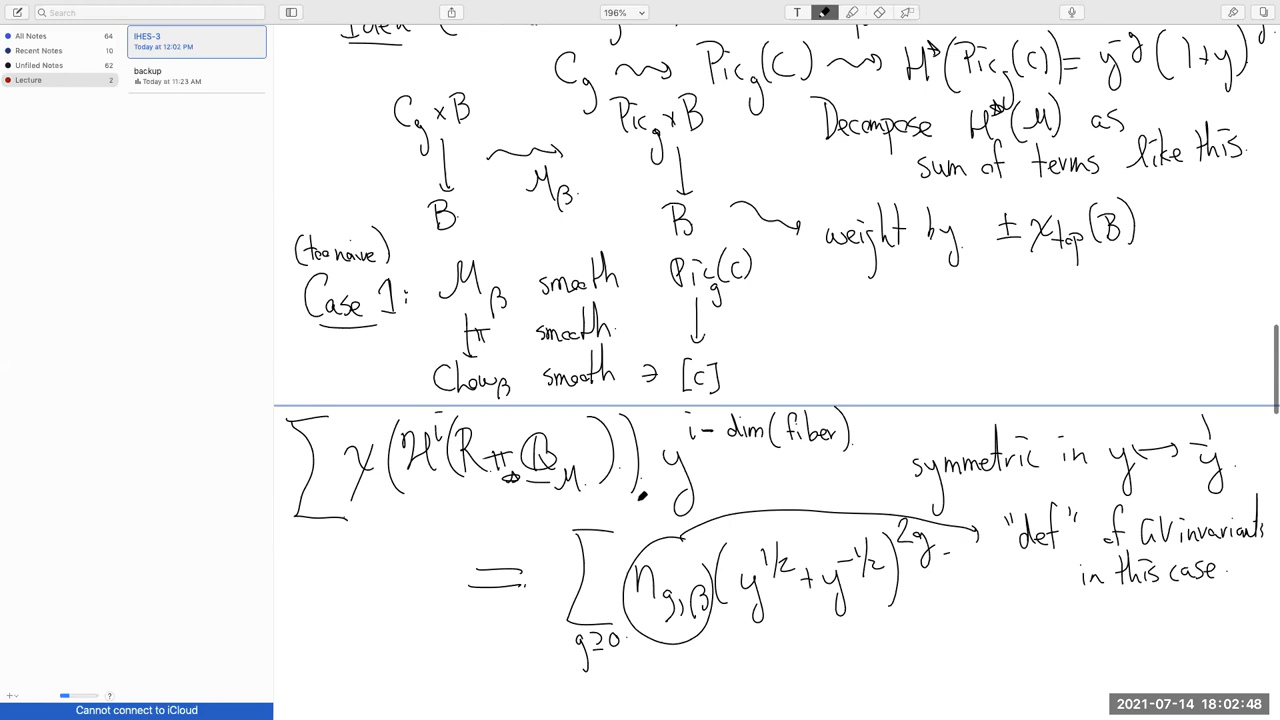 Search
196%
T
All Notes 64
Recent Notes 10
Unfiled Notes 62
Lecture 2
IHES-3
Today at 12:02 PM
backup
Today at 11:23 AM
C_g ⇝ Pic_g(C) ⇝ H*(Pic_g(C)) = y^{-g} (1+y)^{2g}
C_g × B
Pic_g × B
Decompose H*(M) as
sum of terms like this.
↓ ⇝ M_β ↓
B
B ⇝ weight by ± χ_top(B)
(too naive)
Case 1: M_β smooth Pic_g(C)
↓π smooth. ↓
Chow_β smooth ∋ [C]
∑ χ(H^i(Rπ_* Q_M)) y^{i-dim(fiber)}
symmetric in y ⟷ 1/y.
= ∑_{g≥0} n_{g,β} (y^{1/2} + y^{-1/2})^{2g}
→ "def" of GV invariants
in this case.
Cannot connect to iCloud
2021-07-14 18:02:48